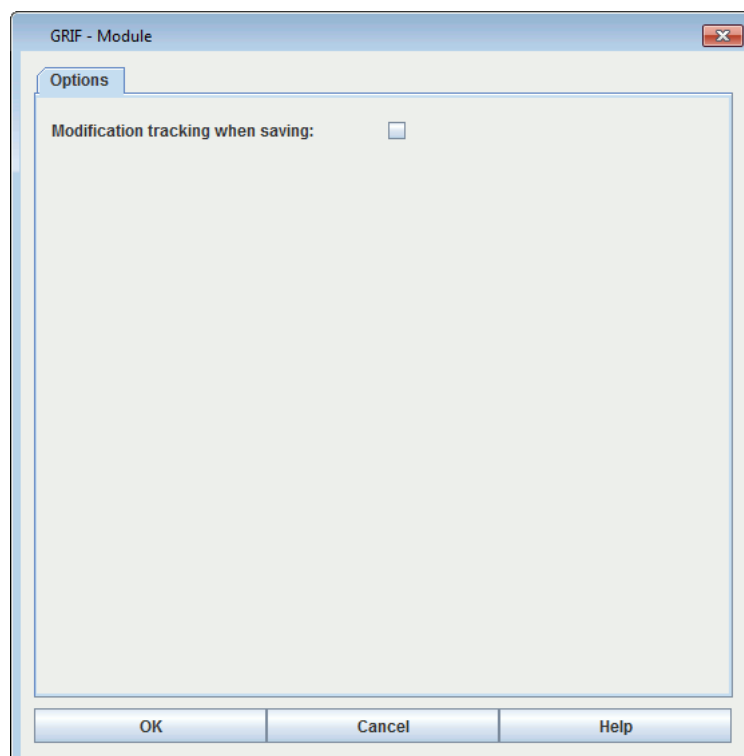 GRIF - Module
Options
Modification tracking when saving:
OK Cancel Help